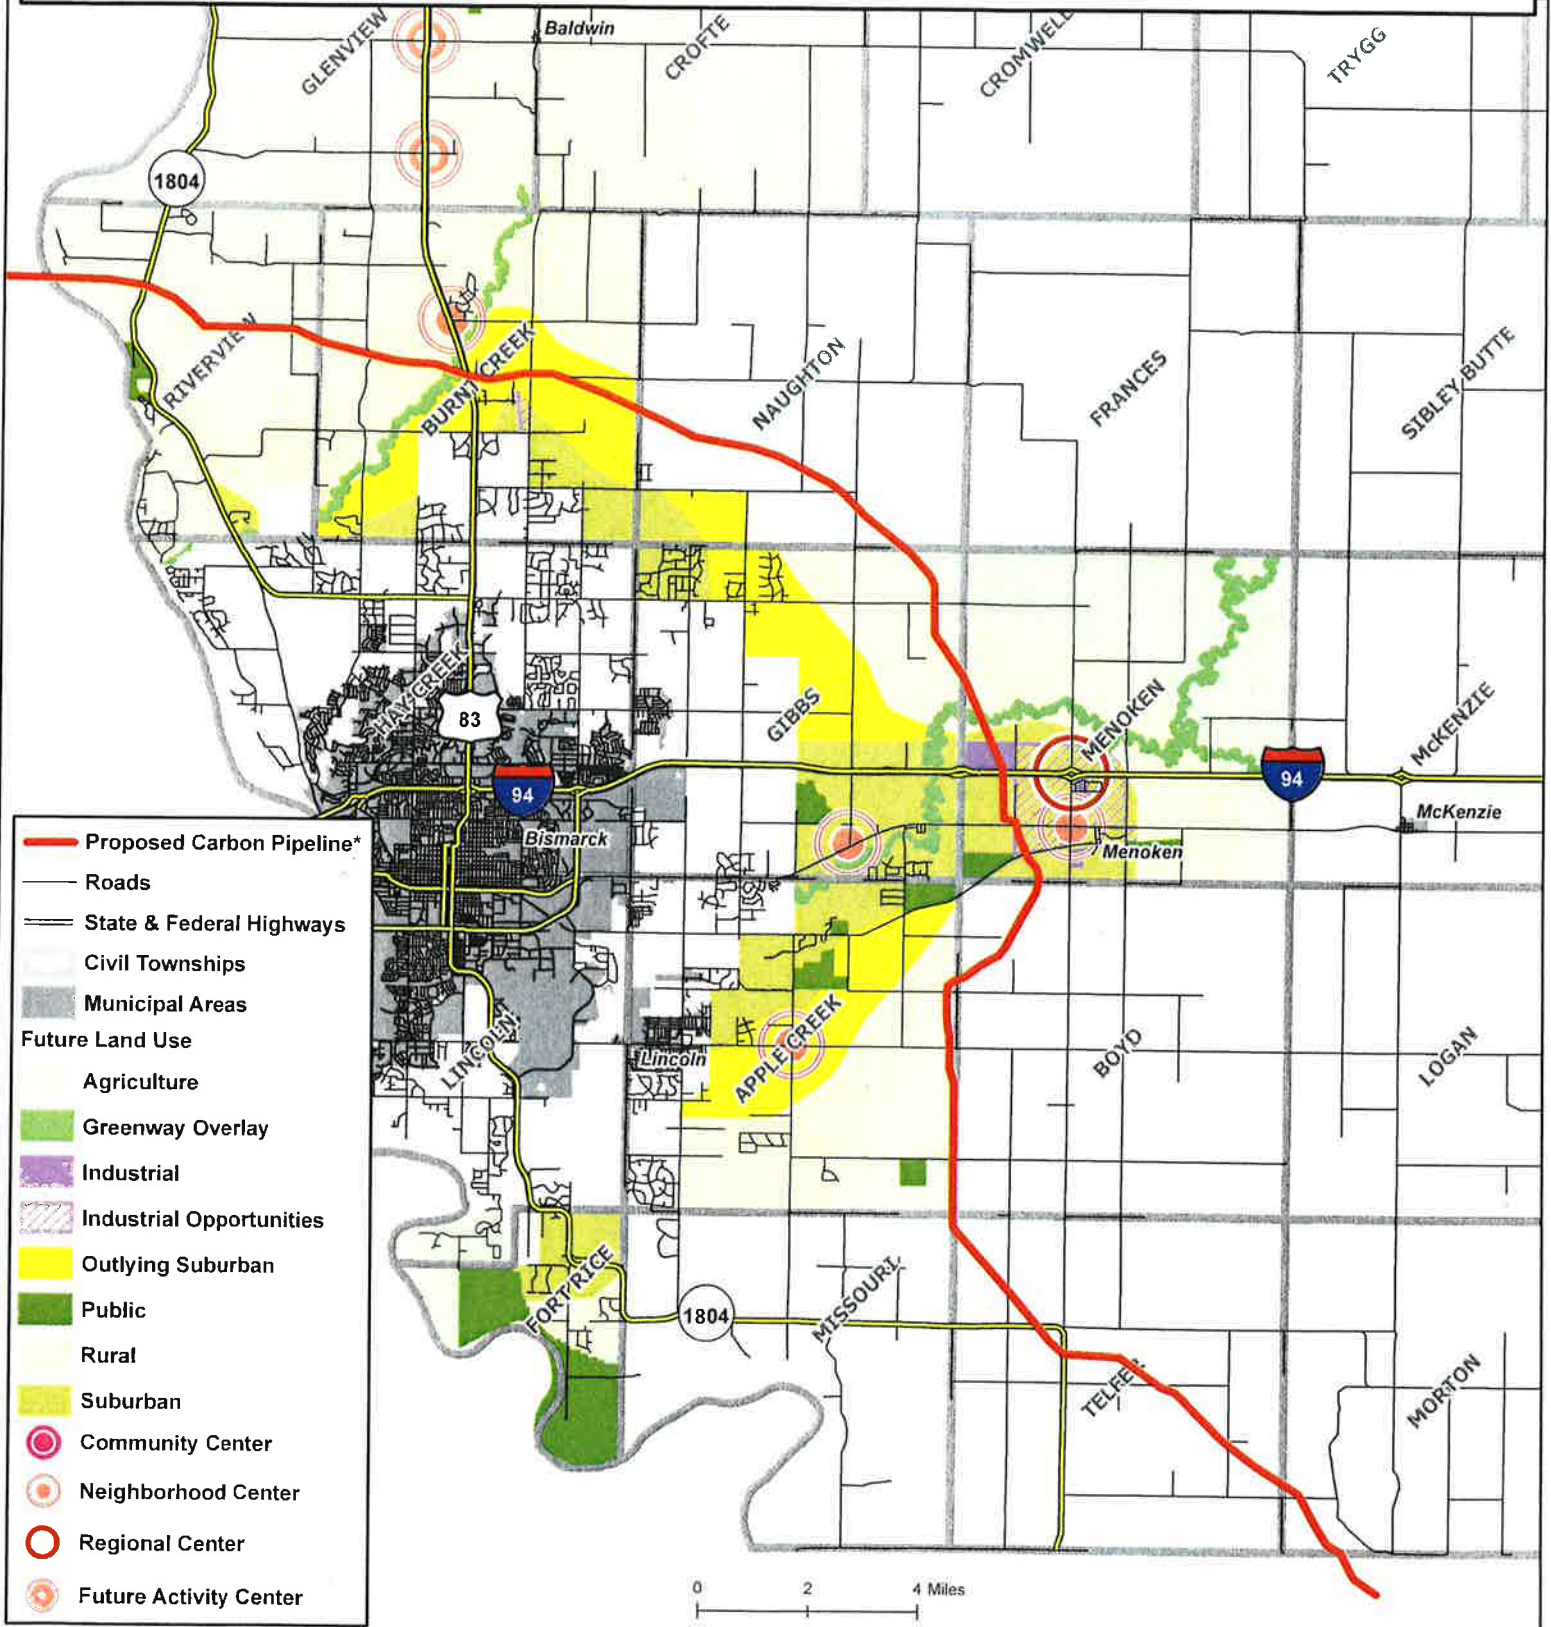 Baldwin
GLENVIEW
CROFTE
CROMWELL
TRYGG
1804
RIVERVIEW
BURNT CREEK
NAUGHTON
FRANCES
SIBLEY BUTTE
HAY CREEK
83
GIBBS
MENOKEN
McKENZIE
94
94
Bismarck
McKenzie
Menoken
Lincoln
LINCOLN
APPLE CREEK
BOYD
LOGAN
FORT RICE
1804
MISSOURI
TELFER
MORTON
Proposed Carbon Pipeline*
Roads
State & Federal Highways
Civil Townships
Municipal Areas
Future Land Use
Agriculture
Greenway Overlay
Industrial
Industrial Opportunities
Outlying Suburban
Public
Rural
Suburban
Community Center
Neighborhood Center
Regional Center
Future Activity Center
0 2 4 Miles